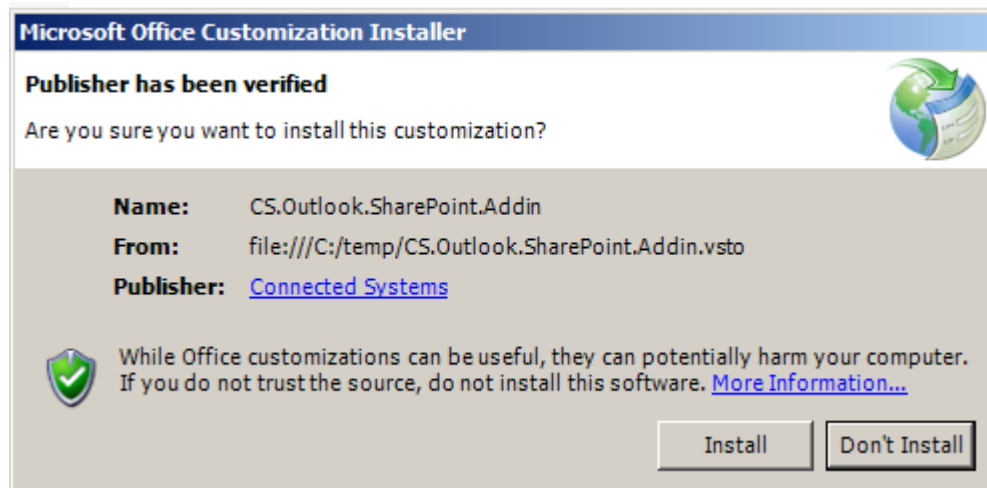 Microsoft Office Customization Installer
Publisher has been verified
Are you sure you want to install this customization?
Name: CS.Outlook.SharePoint.Addin
From: file:///C:/temp/CS.Outlook.SharePoint.Addin.vsto
Publisher: Connected Systems
While Office customizations can be useful, they can potentially harm your computer.
If you do not trust the source, do not install this software. More Information...
Install Don't Install